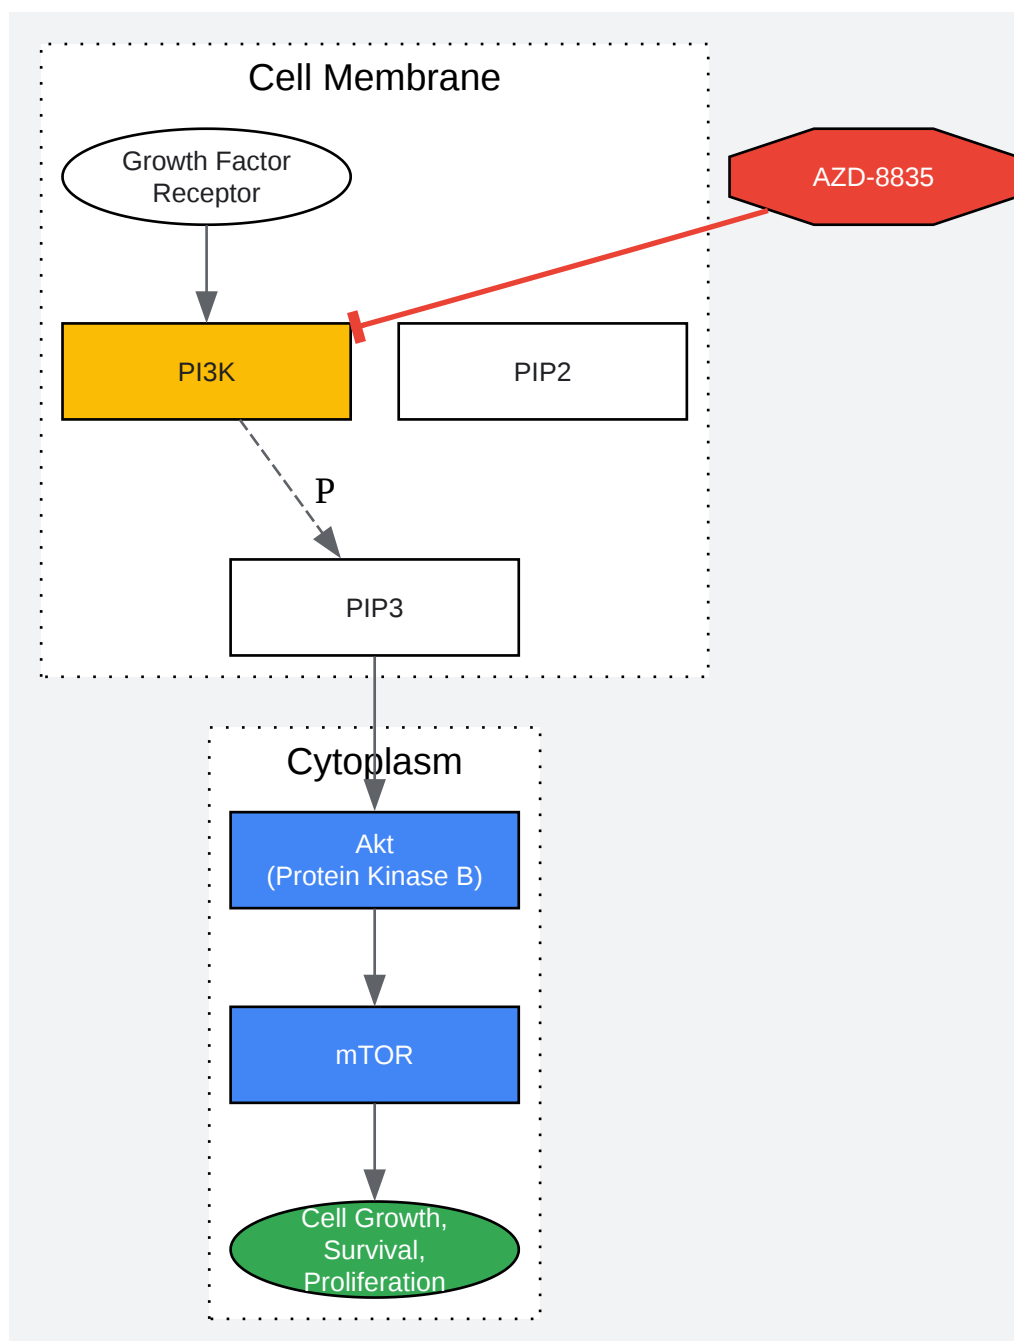 Cell Membrane
Growth Factor
Receptor
AZD-8835
PI3K
PIP2
P
PIP3
Cytoplasm
Akt
(Protein Kinase B)
mTOR
Cell Growth,
Survival,
Proliferation